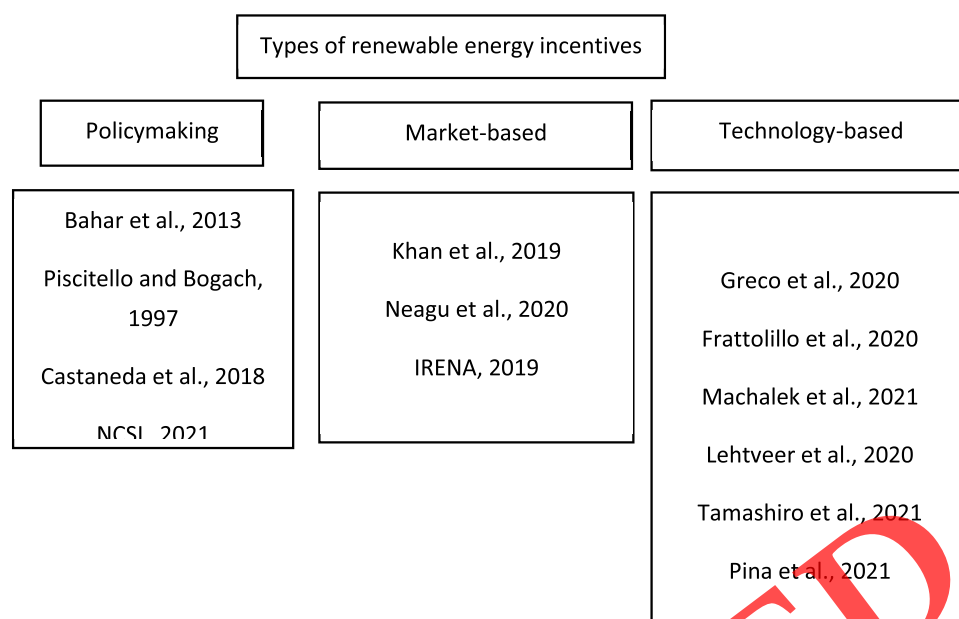 Types of renewable energy incentives
Policymaking
Market-based
Technology-based
Bahar et al., 2013
Piscitello and Bogach,
1997
Castaneda et al., 2018
NCSL, 2021
Khan et al., 2019
Neagu et al., 2020
IRENA, 2019
Greco et al., 2020
Frattolillo et al., 2020
Machalek et al., 2021
Lehtveer et al., 2020
Tamashiro et al., 2021
Pina et al., 2021